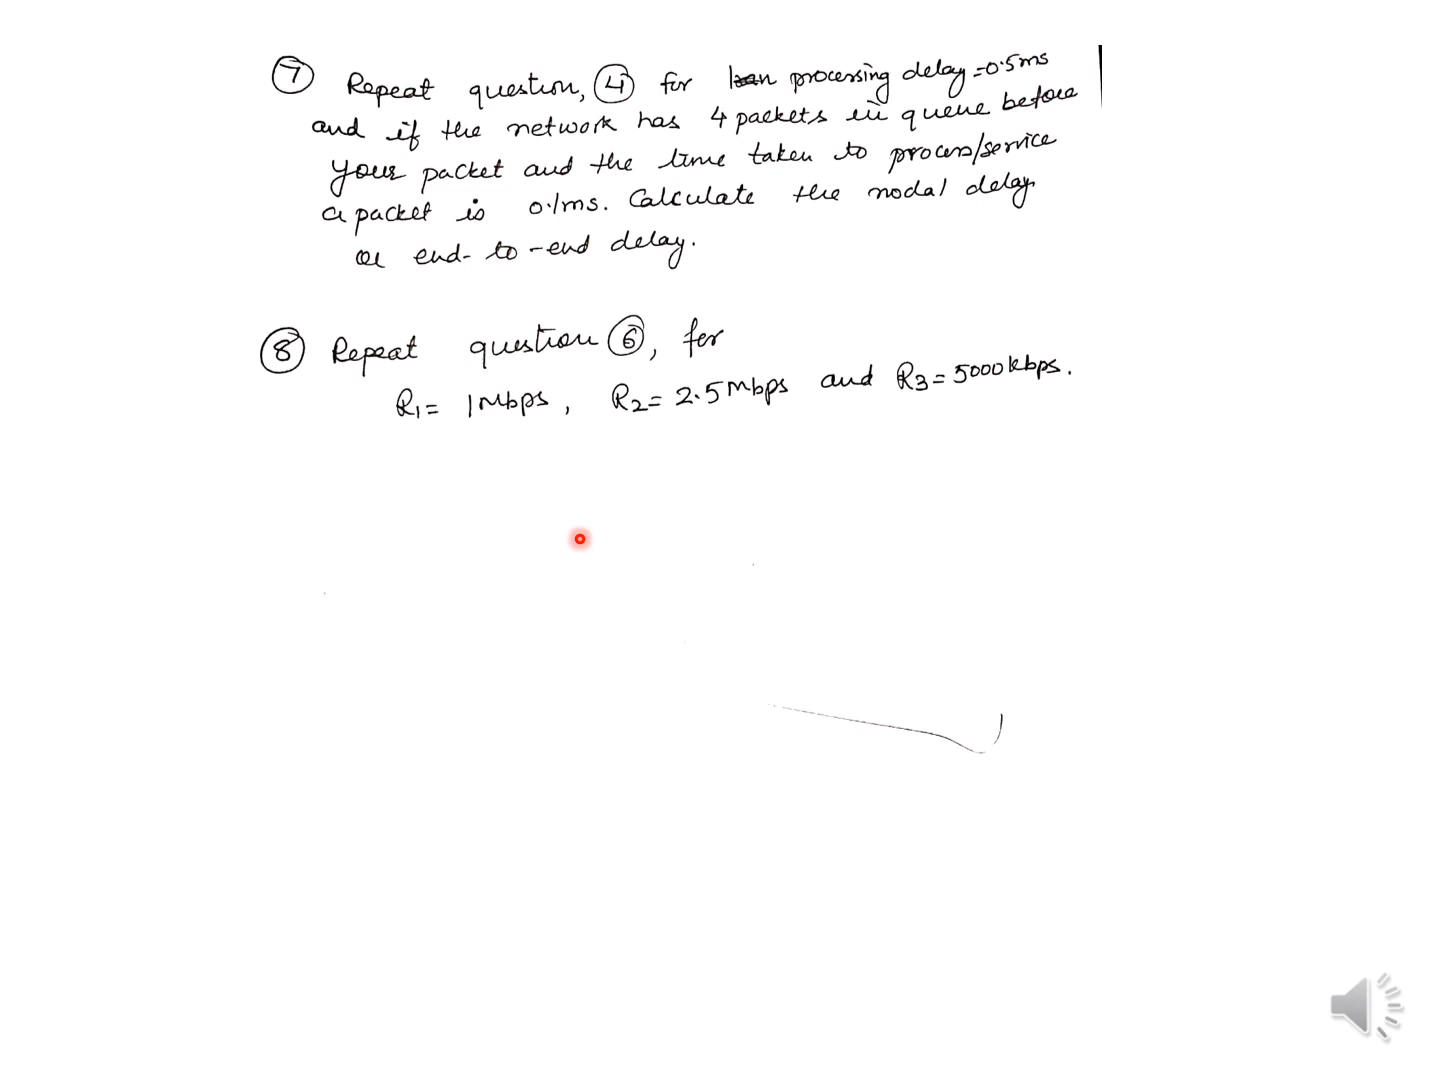 7 Repeat question, 4 for processing delay=0.5ms
and if the network has 4 packets in queue before
your packet and the time taken to process/service
a packet is 0.1ms. Calculate the nodal delay
or end-to-end delay.
8 Repeat question 6, for
R1= 1Mbps, R2= 2.5Mbps and R3= 5000kbps.